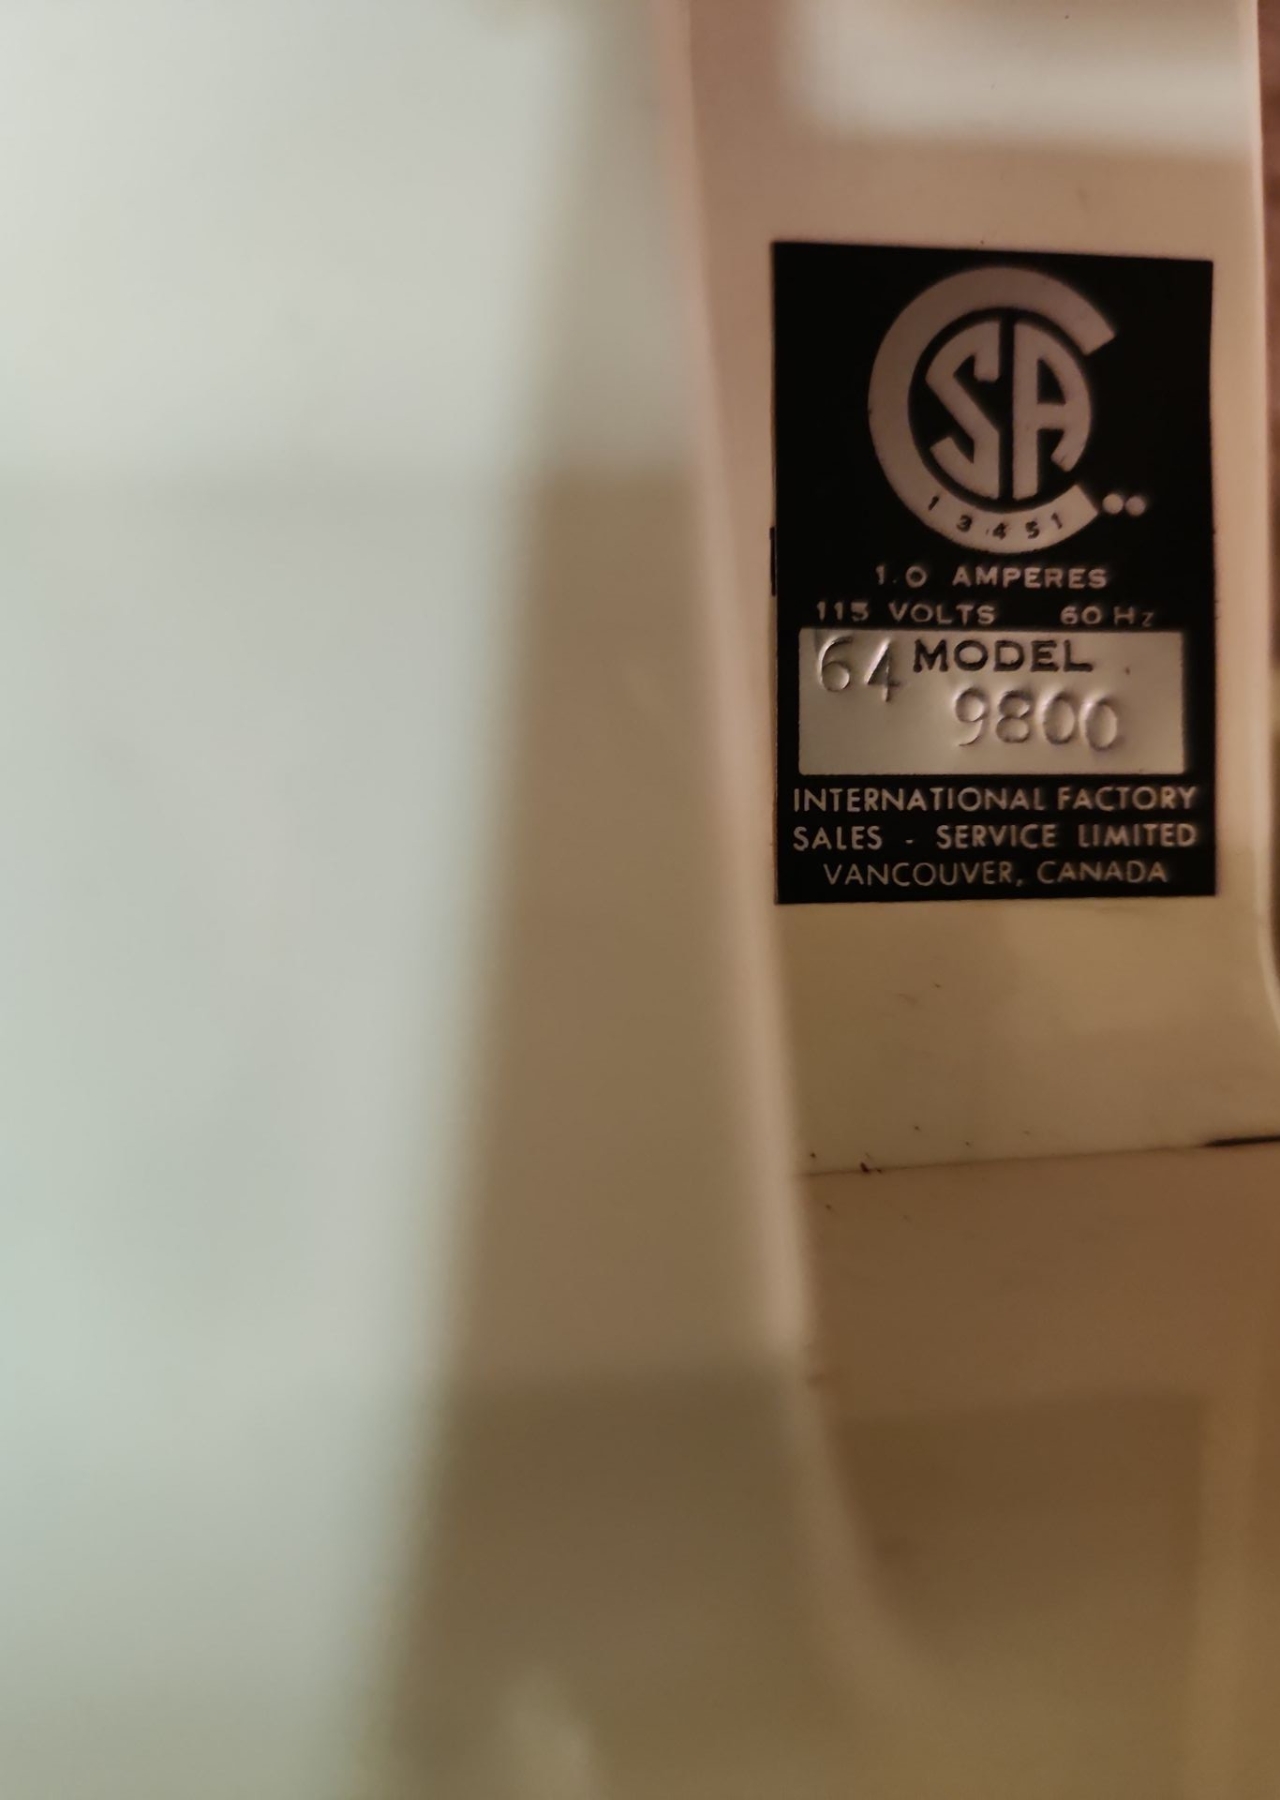 CSA
13451
1.0 AMPERES
115 VOLTS 60 Hz
64 MODEL
9800
INTERNATIONAL FACTORY
SALES - SERVICE LIMITED
VANCOUVER, CANADA